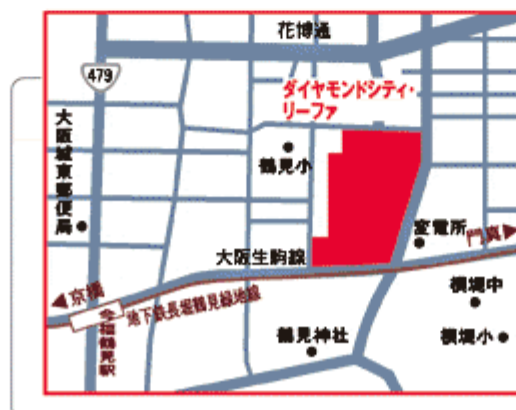 花博通
479
ダイヤモンドシティ・
リーファ
大阪城東郵便局
鶴見小
変電所
門真
大阪生駒線
京橋
今福鶴見駅
地下鉄長堀鶴見緑地線
横堤中
鶴見神社
横堤小